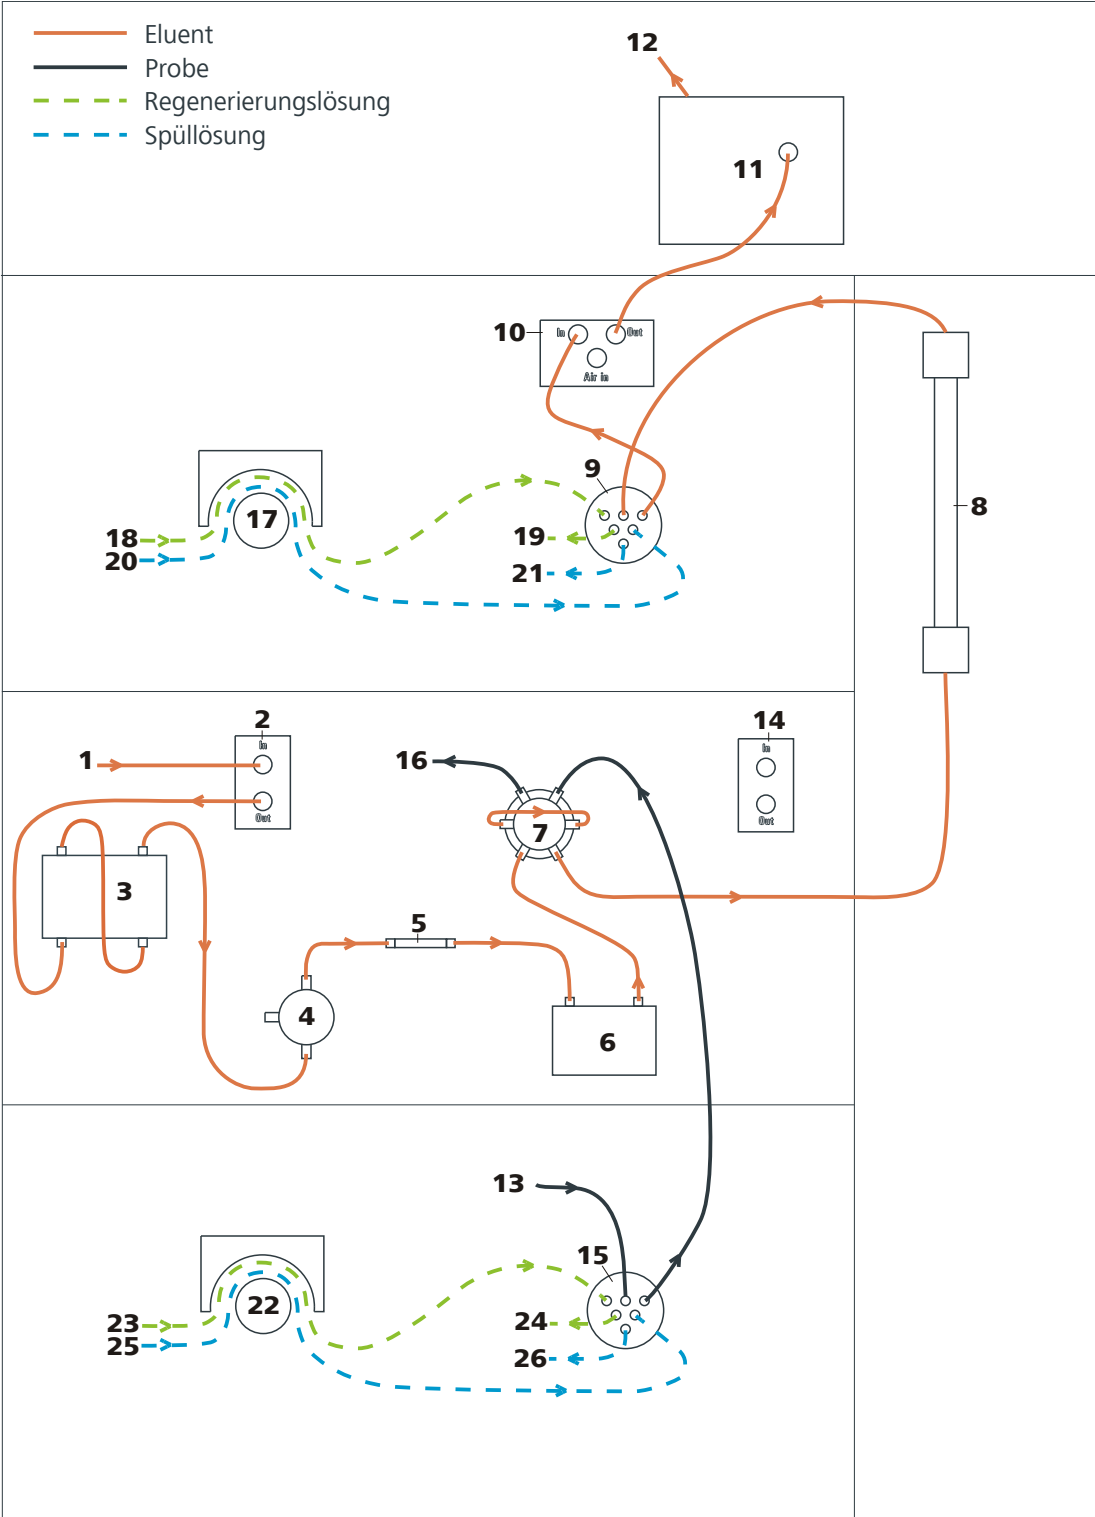 Eluent
Probe
Regenerierungslösung
Spüllösung
12
11
10
In
Out
Air in
9
8
17
18
20
19
21
2
In
1
Out
16
14
In
Out
7
3
5
4
6
13
15
22
23
25
24
26